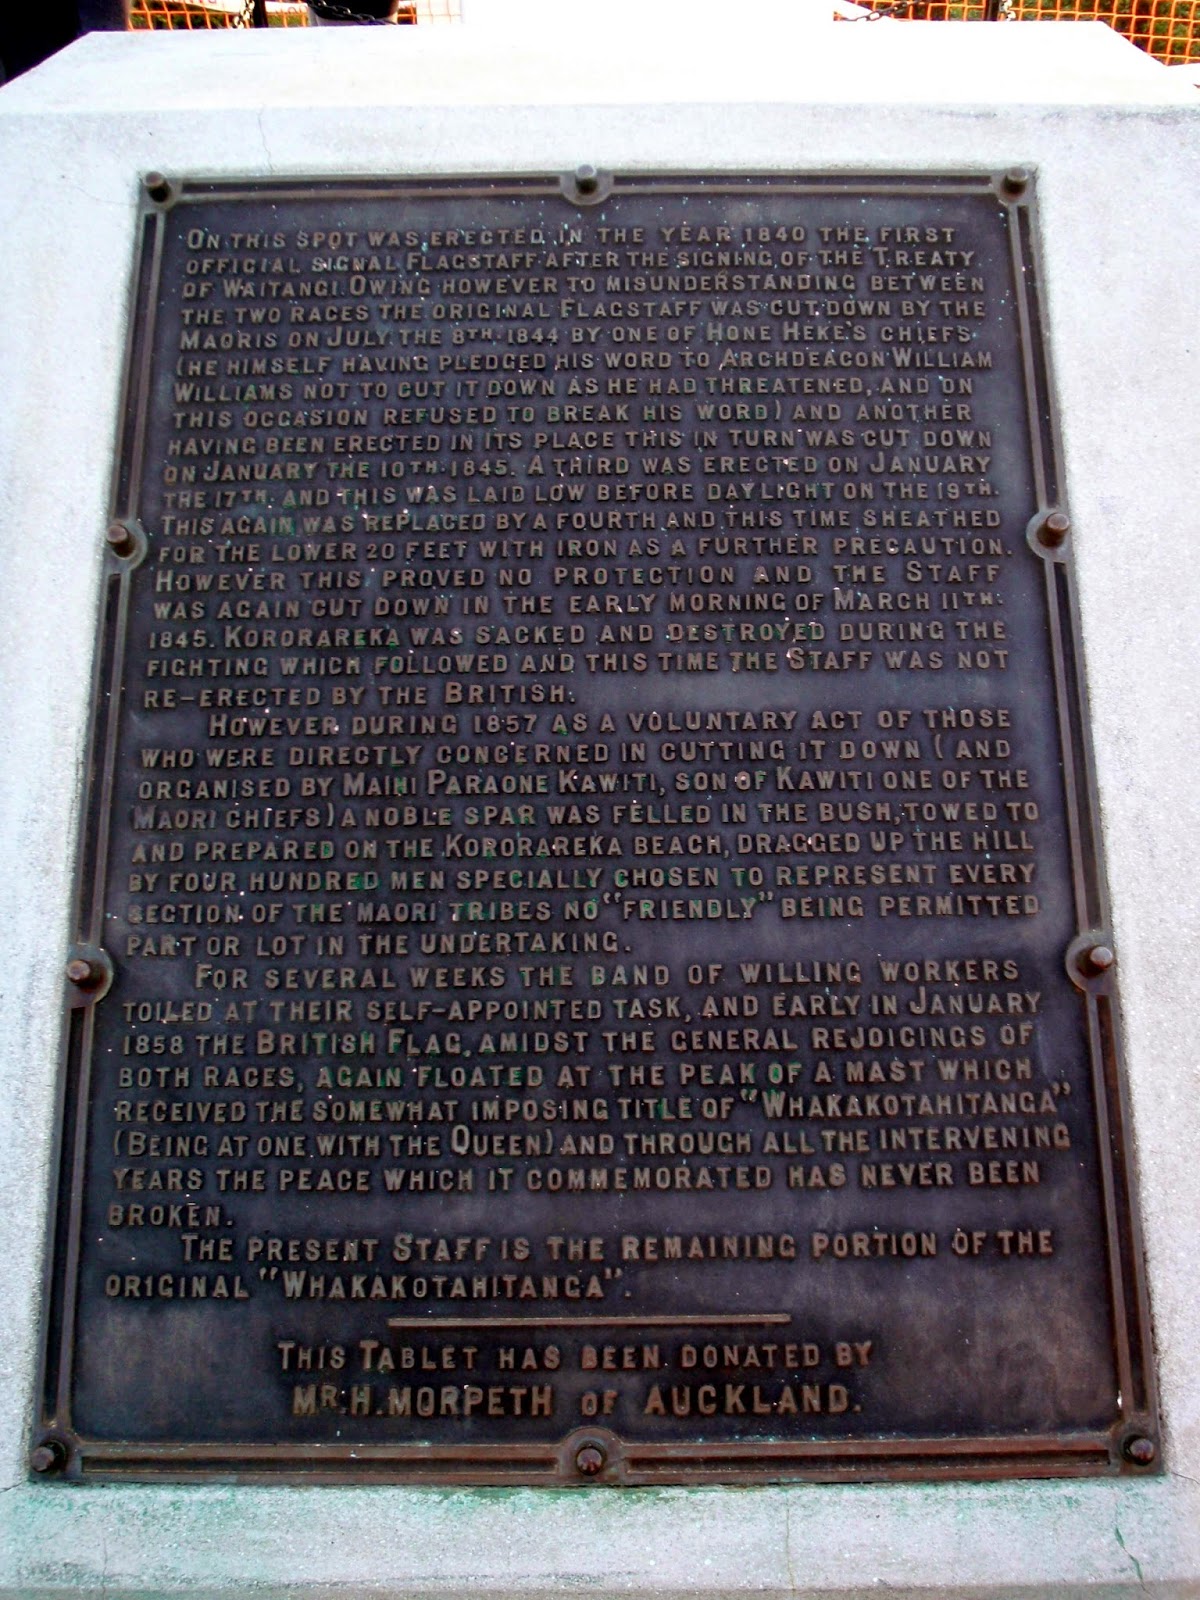 ON THIS SPOT WAS ERECTED IN THE YEAR 1840 THE FIRST
OFFICIAL SIGNAL FLAGSTAFF AFTER THE SIGNING OF THE TREATY
OF WAITANGI. OWING HOWEVER TO MISUNDERSTANDING BETWEEN
THE TWO RACES THE ORIGINAL FLAGSTAFF WAS CUT DOWN BY THE
MAORIS ON JULY THE 8TH 1844 BY ONE OF HONE HEKE'S CHIEFS
(HE HIMSELF HAVING PLEDGED HIS WORD TO ARCHDEACON WILLIAM
WILLIAMS NOT TO CUT IT DOWN AS HE HAD THREATENED, AND ON
THIS OCCASION REFUSED TO BREAK HIS WORD) AND ANOTHER
HAVING BEEN ERECTED IN ITS PLACE THIS IN TURN WAS CUT DOWN
ON JANUARY THE 10TH 1845. A THIRD WAS ERECTED ON JANUARY
THE 17TH AND THIS WAS LAID LOW BEFORE DAYLIGHT ON THE 19TH.
THIS AGAIN WAS REPLACED BY A FOURTH AND THIS TIME SHEATHED
FOR THE LOWER 20 FEET WITH IRON AS A FURTHER PRECAUTION.
HOWEVER THIS PROVED NO PROTECTION AND THE STAFF
WAS AGAIN CUT DOWN IN THE EARLY MORNING OF MARCH 11TH.
1845. KORORAREKA WAS SACKED AND DESTROYED DURING THE
FIGHTING WHICH FOLLOWED AND THIS TIME THE STAFF WAS NOT
RE-ERECTED BY THE BRITISH.
HOWEVER DURING 1857 AS A VOLUNTARY ACT OF THOSE
WHO WERE DIRECTLY CONCERNED IN CUTTING IT DOWN (AND
ORGANISED BY MAIHI PARAONE KAWITI, SON OF KAWITI ONE OF THE
MAORI CHIEFS) A NOBLE SPAR WAS FELLED IN THE BUSH, TOWED TO
AND PREPARED ON THE KORORAREKA BEACH, DRAGGED UP THE HILL
BY FOUR HUNDRED MEN SPECIALLY CHOSEN TO REPRESENT EVERY
SECTION OF THE MAORI TRIBES NO "FRIENDLY" BEING PERMITTED
PART OR LOT IN THE UNDERTAKING.
FOR SEVERAL WEEKS THE BAND OF WILLING WORKERS
TOILED AT THEIR SELF-APPOINTED TASK, AND EARLY IN JANUARY
1858 THE BRITISH FLAG, AMIDST THE GENERAL REJOICINGS OF
BOTH RACES, AGAIN FLOATED AT THE PEAK OF A MAST WHICH
RECEIVED THE SOMEWHAT IMPOSING TITLE OF "WHAKAKOTAHITANGA"
(BEING AT ONE WITH THE QUEEN) AND THROUGH ALL THE INTERVENING
YEARS THE PEACE WHICH IT COMMEMORATED HAS NEVER BEEN
BROKEN.
THE PRESENT STAFF IS THE REMAINING PORTION OF THE
ORIGINAL "WHAKAKOTAHITANGA".
THIS TABLET HAS BEEN DONATED BY
MR. H. MORPETH OF AUCKLAND.